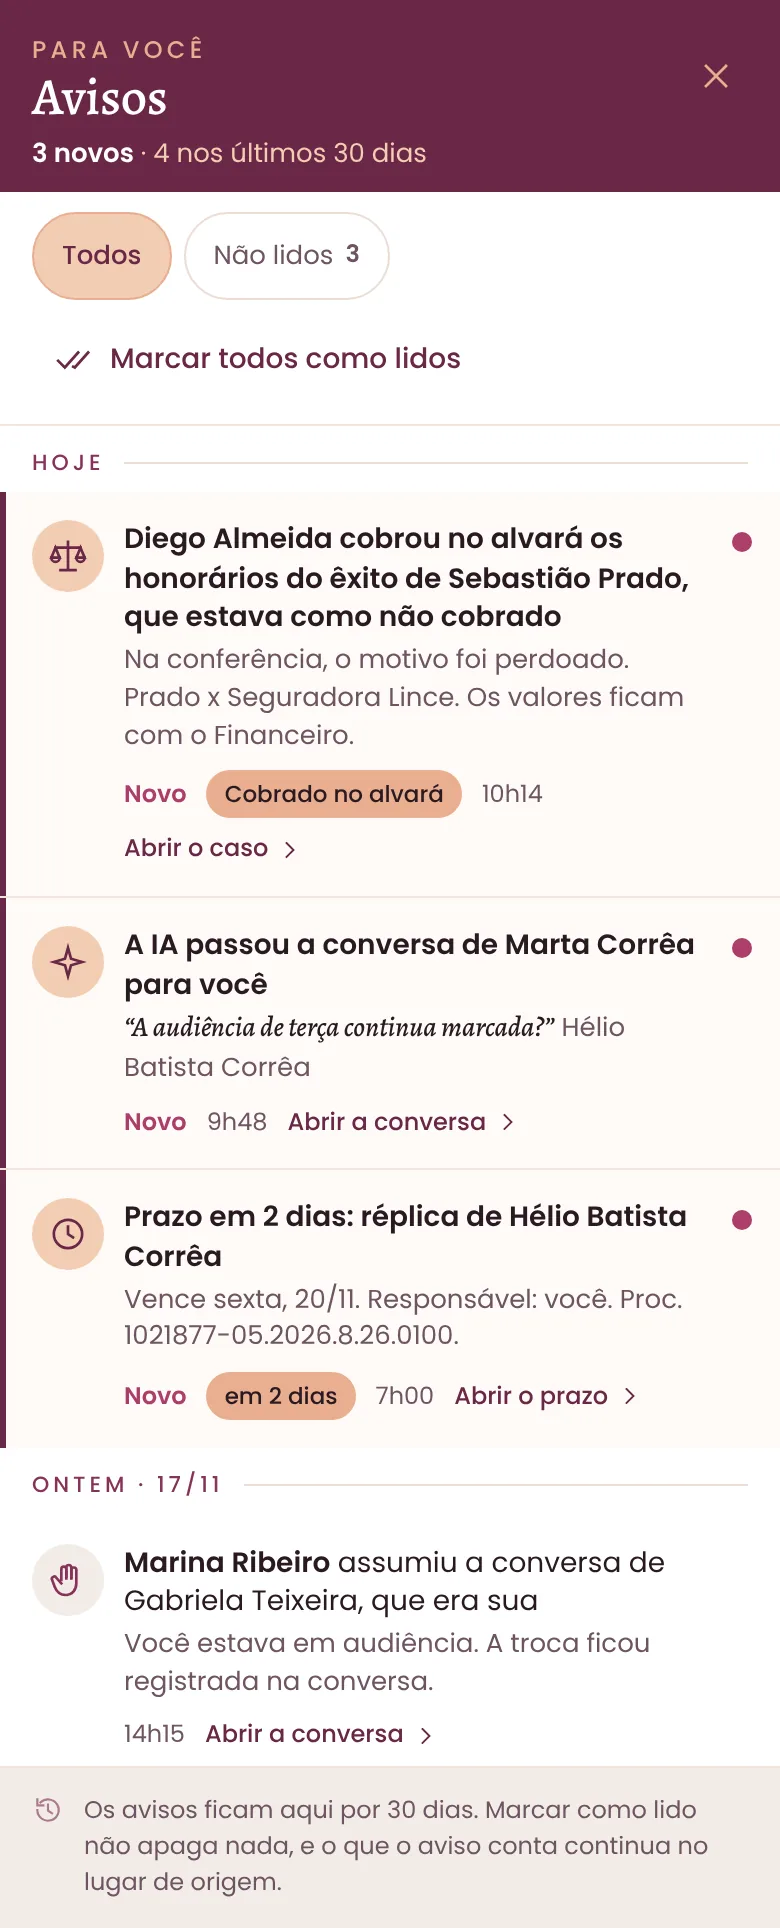 PARA VOCÊ
Avisos
3 novos · 4 nos últimos 30 dias
Todos
Não lidos 3
Marcar todos como lidos
HOJE
Diego Almeida cobrou no alvará os
honorários do êxito de Sebastião Prado,
que estava como não cobrado
Na conferência, o motivo foi perdoado.
Prado x Seguradora Lince. Os valores ficam
com o Financeiro.
Novo Cobrado no alvará 10h14
Abrir o caso
A IA passou a conversa de Marta Corrêa
para você
“A audiência de terça continua marcada?” Hélio
Batista Corrêa
Novo 9h48 Abrir a conversa
Prazo em 2 dias: réplica de Hélio Batista
Corrêa
Vence sexta, 20/11. Responsável: você. Proc.
1021877-05.2026.8.26.0100.
Novo em 2 dias 7h00 Abrir o prazo
ONTEM · 17/11
Marina Ribeiro assumiu a conversa de
Gabriela Teixeira, que era sua
Você estava em audiência. A troca ficou
registrada na conversa.
14h15 Abrir a conversa
Os avisos ficam aqui por 30 dias. Marcar como lido
não apaga nada, e o que o aviso conta continua no
lugar de origem.